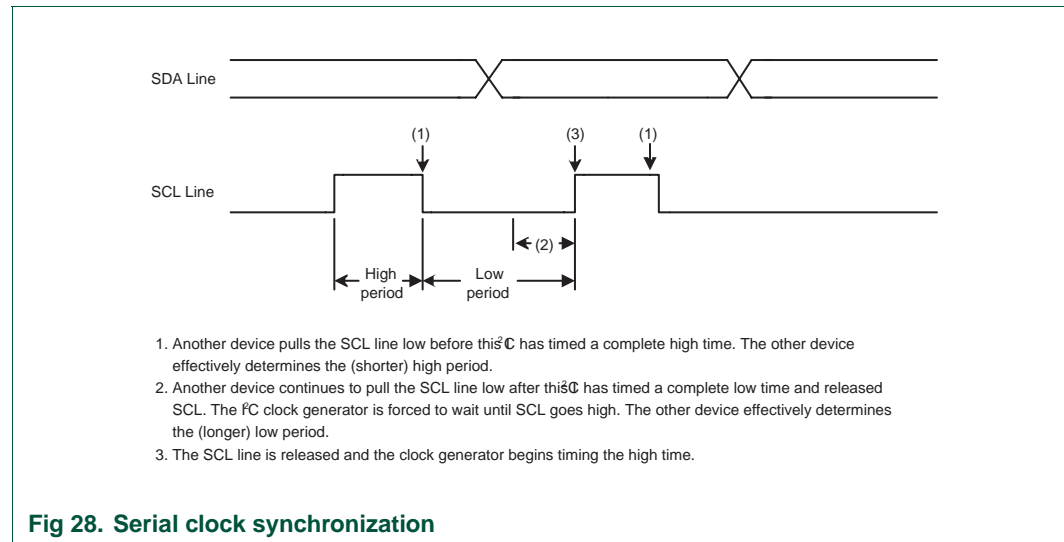 SDA Line
(1) (3) (1)
SCL Line
(2)
High Low
period period
1. Another device pulls the SCL line low before this I²C has timed a complete high time. The other device
effectively determines the (shorter) high period.
2. Another device continues to pull the SCL line low after this I²C has timed a complete low time and released
SCL. The I²C clock generator is forced to wait until SCL goes high. The other device effectively determines
the (longer) low period.
3. The SCL line is released and the clock generator begins timing the high time.
Fig 28. Serial clock synchronization